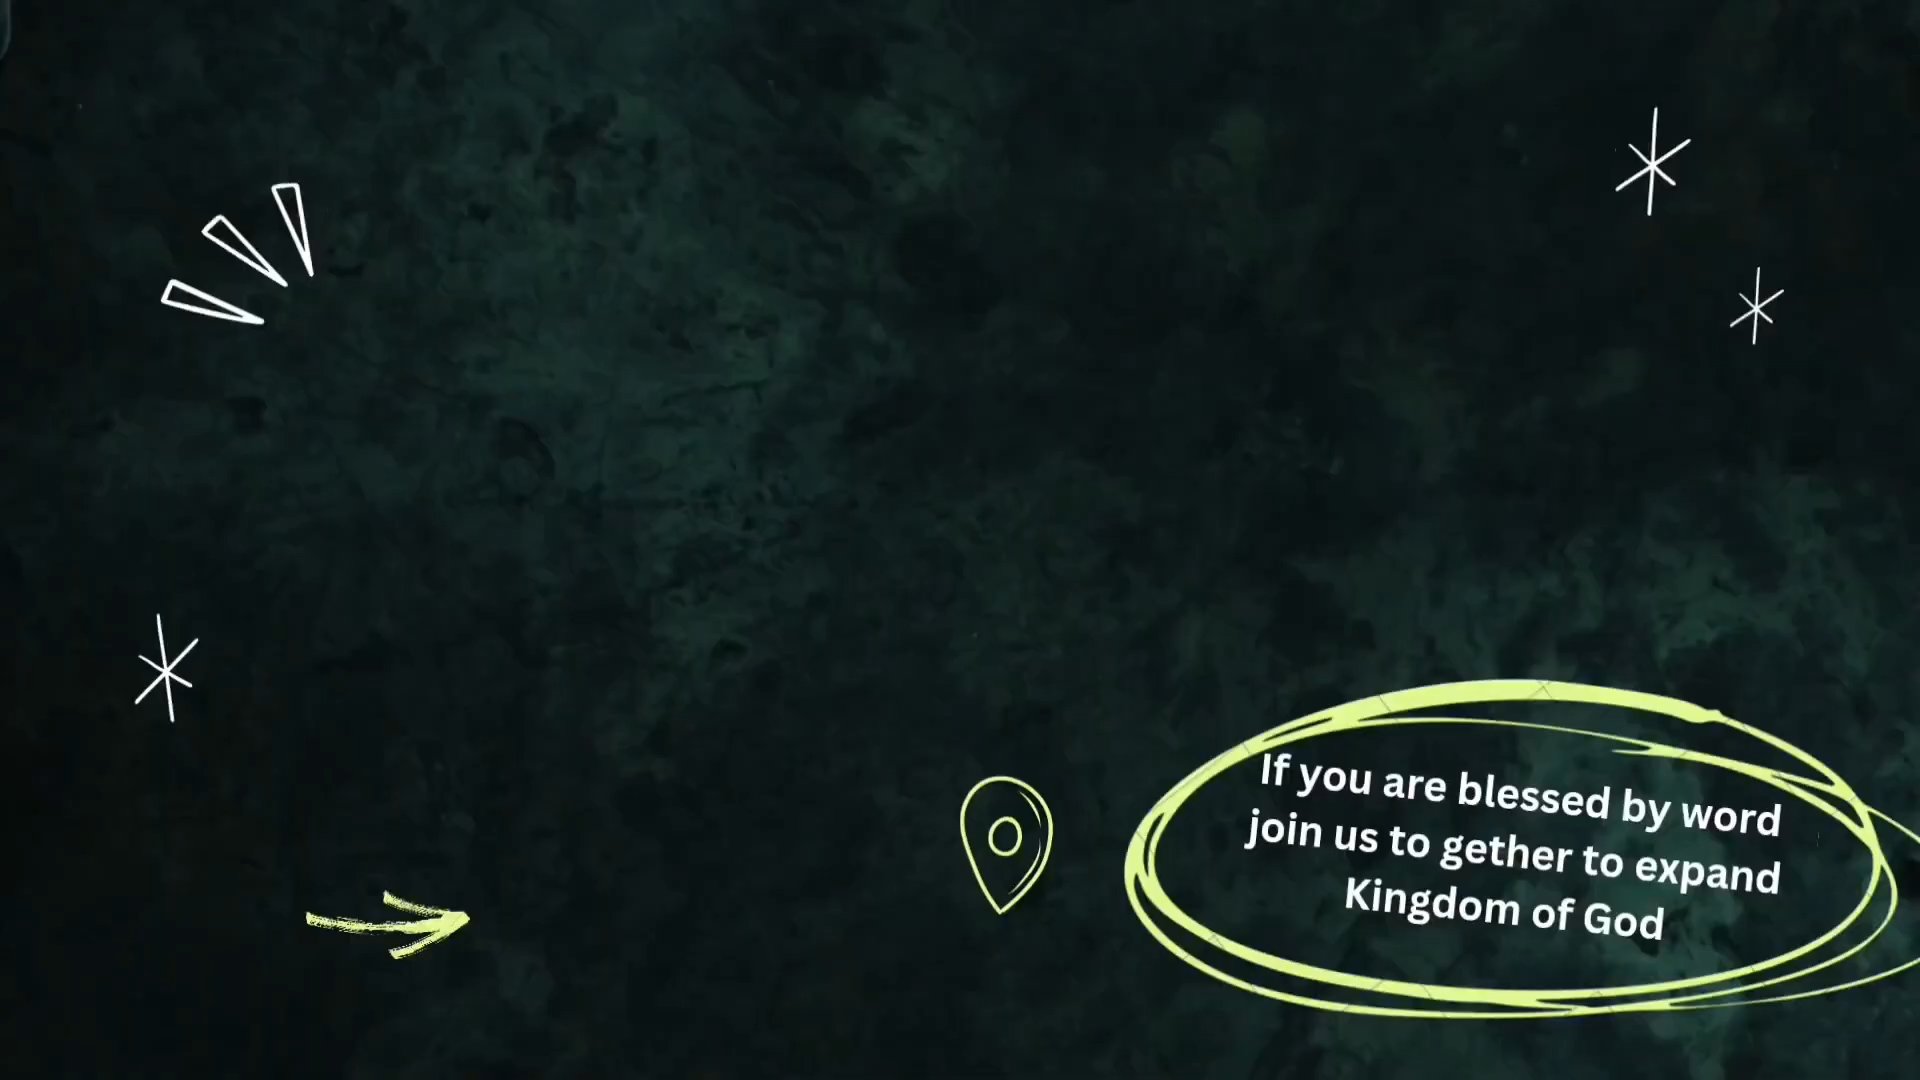 If you are blessed by word
join us to gether to expand
Kingdom of God